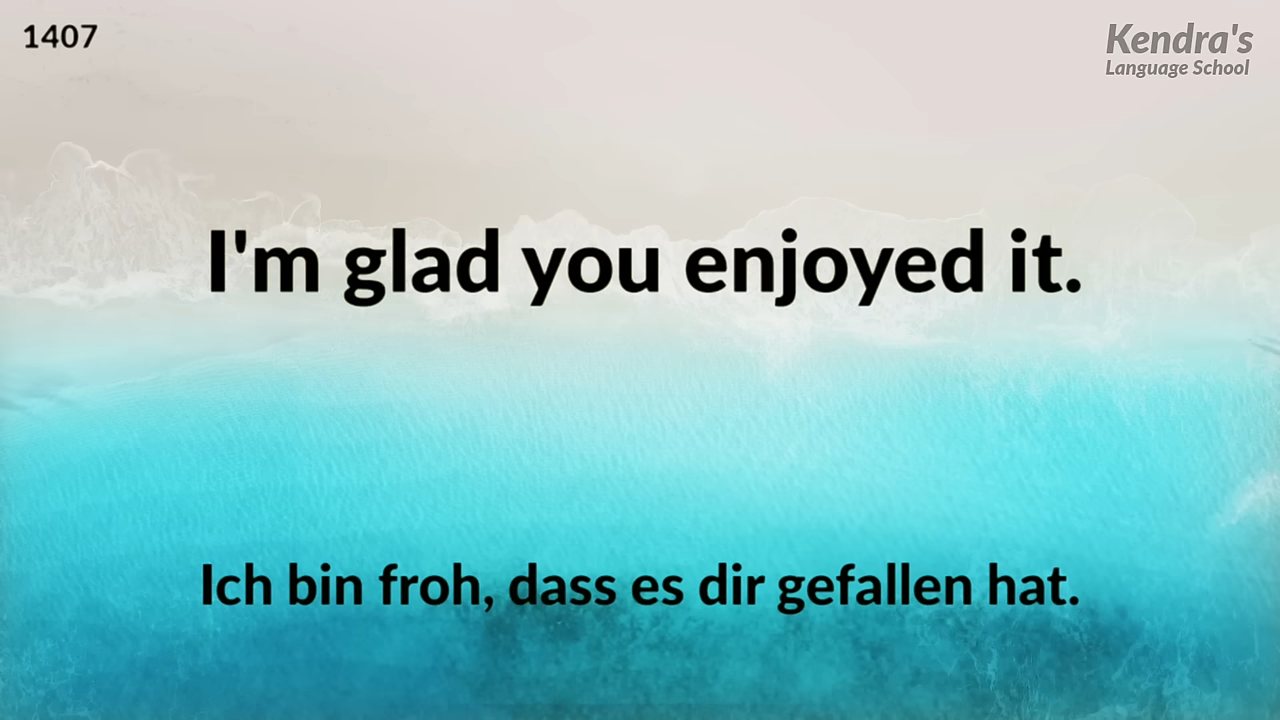 1407
Kendra's
Language School
I'm glad you enjoyed it.
Ich bin froh, dass es dir gefallen hat.